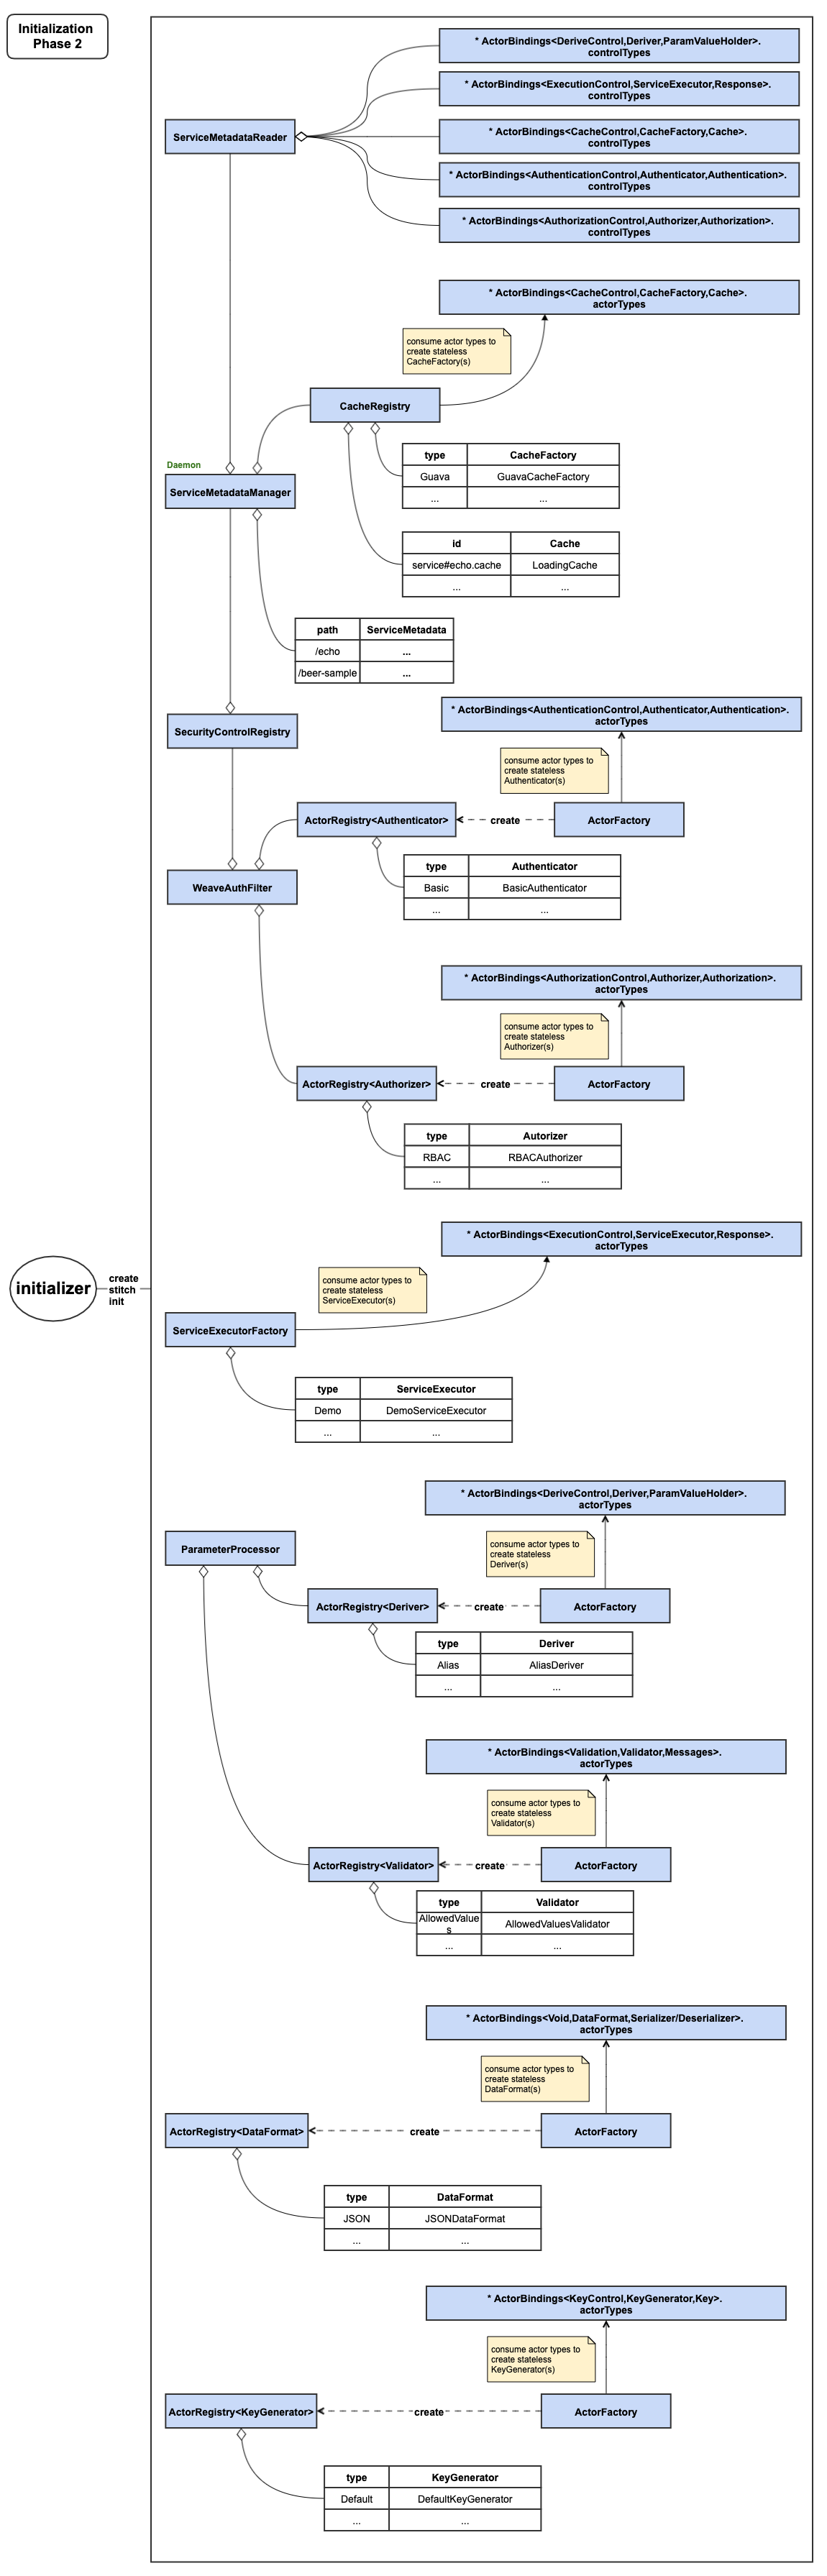 Initialization
Phase 2
* ActorBindings<DeriveControl,Deriver,ParamValueHolder>.
controlTypes
* ActorBindings<ExecutionControl,ServiceExecutor,Response>.
controlTypes
ServiceMetadataReader
* ActorBindings<CacheControl,CacheFactory,Cache>.
controlTypes
* ActorBindings<AuthenticationControl,Authenticator,Authentication>.
controlTypes
* ActorBindings<AuthorizationControl,Authorizer,Authorization>.
controlTypes
* ActorBindings<CacheControl,CacheFactory,Cache>.
actorTypes
consume actor types to
create stateless
CacheFactory(s)
CacheRegistry
type CacheFactory
Guava GuavaCacheFactory
... ...
Daemon
ServiceMetadataManager
id Cache
service#echo.cache LoadingCache
... ...
path ServiceMetadata
/echo ...
/beer-sample ...
* ActorBindings<AuthenticationControl,Authenticator,Authentication>.
actorTypes
SecurityControlRegistry
consume actor types to
create stateless
Authenticator(s)
ActorRegistry<Authenticator>
create
ActorFactory
type Authenticator
Basic BasicAuthenticator
... ...
WeaveAuthFilter
* ActorBindings<AuthorizationControl,Authorizer,Authorization>.
actorTypes
consume actor types to
create stateless
Authorizer(s)
ActorRegistry<Authorizer>
create
ActorFactory
type Autorizer
RBAC RBACAuthorizer
... ...
* ActorBindings<ExecutionControl,ServiceExecutor,Response>.
actorTypes
initializer
create
stitch
init
consume actor types to
create stateless
ServiceExecutor(s)
ServiceExecutorFactory
type ServiceExecutor
Demo DemoServiceExecutor
... ...
* ActorBindings<DeriveControl,Deriver,ParamValueHolder>.
actorTypes
ParameterProcessor
consume actor types to
create stateless
Deriver(s)
ActorRegistry<Deriver>
create
ActorFactory
type Deriver
Alias AliasDeriver
... ...
* ActorBindings<Validation,Validator,Messages>.
actorTypes
consume actor types to
create stateless
Validator(s)
ActorRegistry<Validator>
create
ActorFactory
type Validator
AllowedValue
s AllowedValuesValidator
... ...
* ActorBindings<Void,DataFormat,Serializer/Deserializer>.
actorTypes
consume actor types to
create stateless
DataFormat(s)
ActorRegistry<DataFormat>
create
ActorFactory
type DataFormat
JSON JSONDataFormat
... ...
* ActorBindings<KeyControl,KeyGenerator,Key>.
actorTypes
consume actor types to
create stateless
KeyGenerator(s)
ActorRegistry<KeyGenerator>
create
ActorFactory
type KeyGenerator
Default DefaultKeyGenerator
... ...